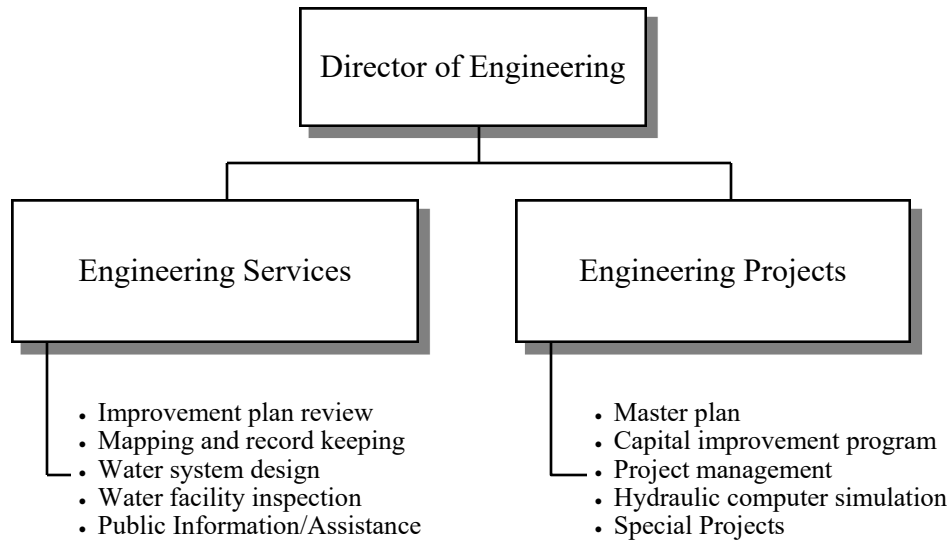 Director of Engineering
Engineering Services
Engineering Projects
• Improvement plan review
• Mapping and record keeping
• Water system design
• Water facility inspection
• Public Information/Assistance
• Master plan
• Capital improvement program
• Project management
• Hydraulic computer simulation
• Special Projects